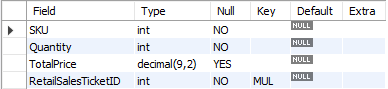 Field Type Null Key Default Extra
SKU int NO NULL
Quantity int NO NULL
TotalPrice decimal(9,2) YES NULL
RetailSalesTicketID int NO MUL NULL